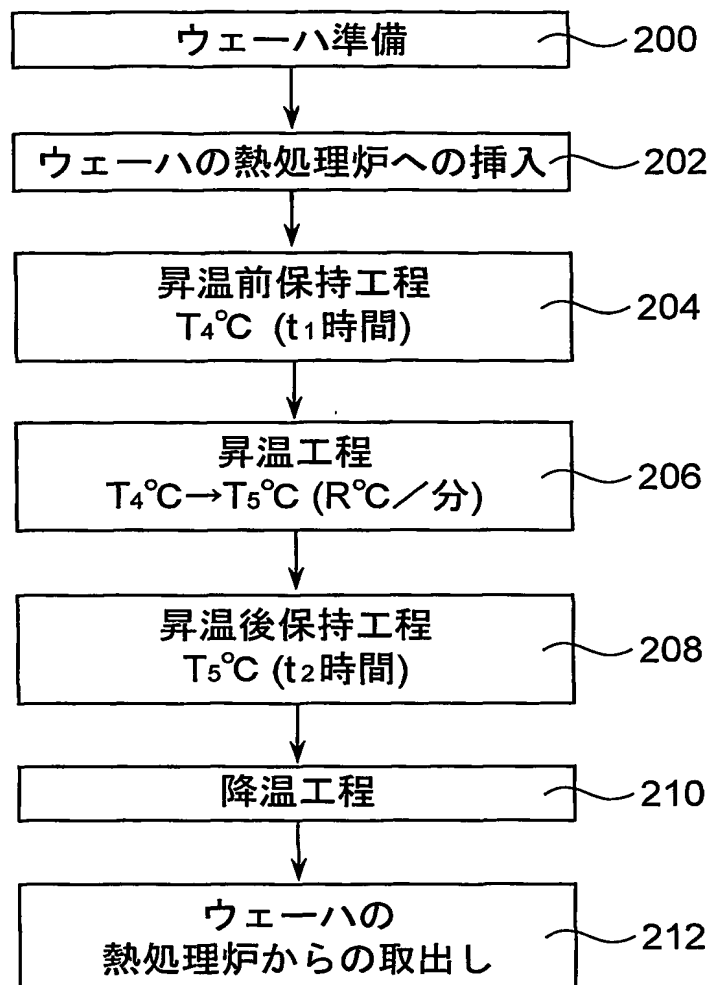 ウェーハ準備 200
ウェーハの熱処理炉への挿入 202
昇温前保持工程
T₄℃ (t₁時間) 204
昇温工程
T₄℃→T₅℃ (R℃／分) 206
昇温後保持工程
T₅℃ (t₂時間) 208
降温工程 210
ウェーハの
熱処理炉からの取出し 212